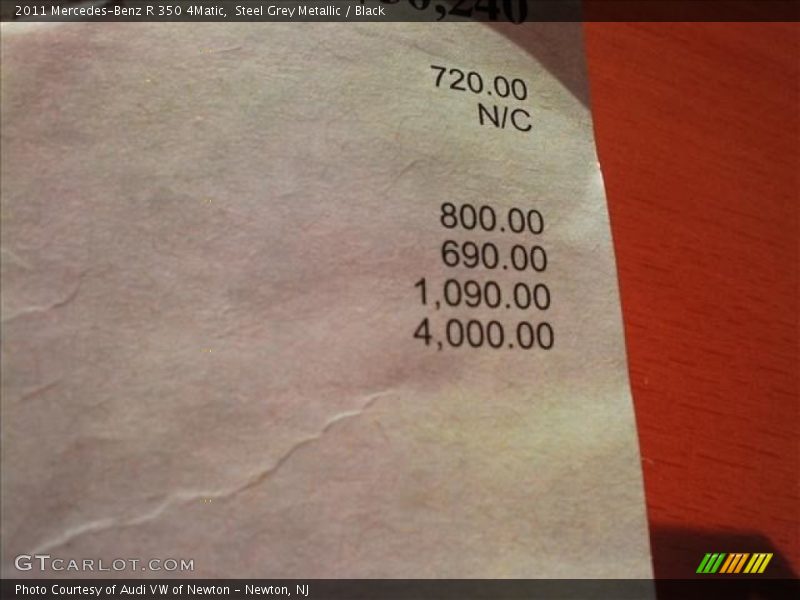 2011 Mercedes-Benz R 350 4Matic, Steel Grey Metallic / Black
720.00
N/C
800.00
690.00
1,090.00
4,000.00
GTCARLOT.COM
Photo Courtesy of Audi VW of Newton - Newton, NJ